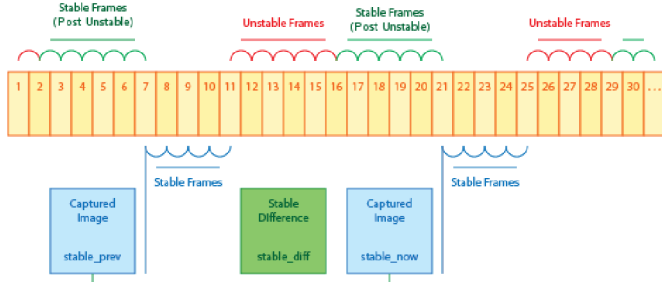 Stable Frames
(Post Unstable)
Unstable Frames
Stable Frames
(Post Unstable)
Unstable Frames
1 2 3 4 5 6 7 8 9 10 11 12 13 14 15 16 17 18 19 20 21 22 23 24 25 26 27 28 29 30 ...
Stable Frames
Stable Frames
Captured
Image
stable_prev
Stable
Difference
stable_diff
Captured
Image
stable_now